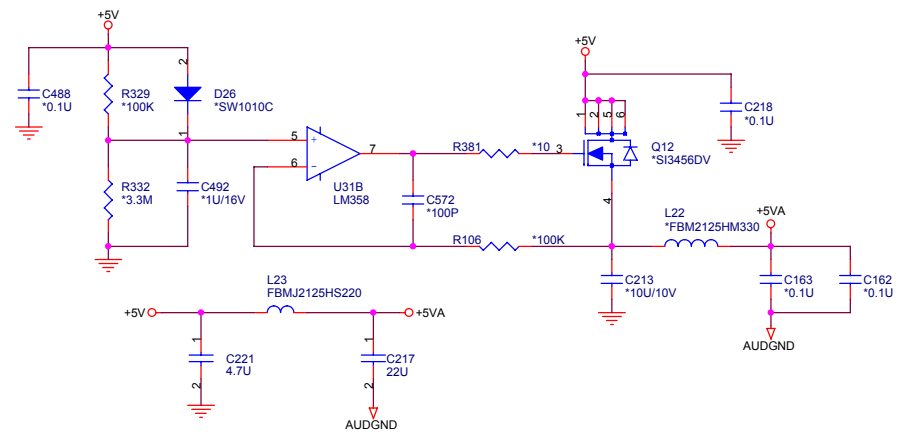 +5V
C488
*0.1U
R329
*100K
2
D26
*SW1010C
1
R332
*3.3M
C492
*1U/16V
5
+
6
-
7
U31B
LM358
C572
*100P
R381
*10
R106
*100K
+5V
1
2
5
6
3
4
Q12
*SI3456DV
C218
*0.1U
L22
*FBM2125HM330
+5VA
C213
*10U/10V
C163
*0.1U
C162
*0.1U
AUDGND
L23
FBMJ2125HS220
+5V
+5VA
1
C221
4.7U
2
1
C217
22U
2
AUDGND